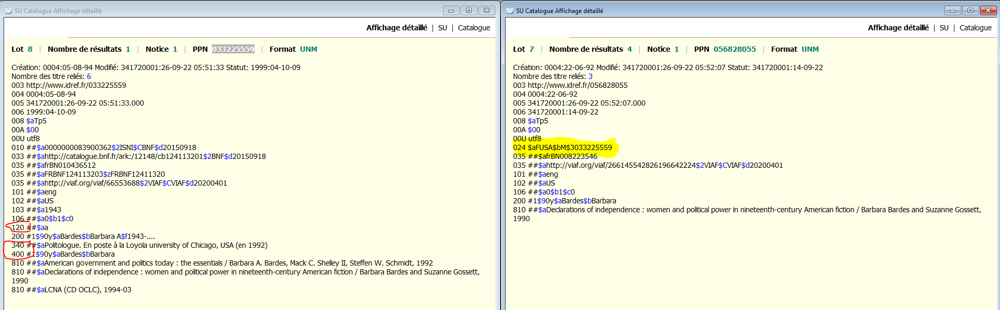 SU Catalogue Affichage détaillé
Affichage détaillé | SU | Catalogue
Lot 8 | Nombre de résultats 1 | Notice 1 | PPN 033225559 | Format UNM
Création: 0004:05-08-94 Modifié: 341720001:26-09-22 05:51:33 Statut: 1999:04-10-09
Nombre des titre reliés: 6
003 http://www.idref.fr/033225559
004 0004:05-08-94
005 341720001:26-09-22 05:51:33.000
006 1999:04-10-09
008 $aTp5
00A $00
00U utf8
010 ##$a0000000083900362$2ISNI$CBNF$d20150918
033 ##$ahttp://catalogue.bnf.fr/ark:/12148/cb124113201$2BNF$d20150918
035 ##$afrBN010436512
035 ##$aFRBNF124113203$zFRBNF12411320
035 ##$ahttp://viaf.org/viaf/66553688$2VIAF$CVIAF$d20200401
101 ##$aeng
102 ##$aUS
103 ##$a1943
106 ##$a0$b1$c0
120 ##$aa
200 #1$90y$aBardes$bBarbara A$f1943-....
340 ##$aPolitologue. En poste à la Loyola university of Chicago, USA (en 1992)
400 #1$90y$aBardes$bBarbara
810 ##$aAmerican government and politics today : the essentials / Barbara A. Bardes, Mack C. Shelley II, Steffen W. Schmidt, 1992
810 ##$aDeclarations of independence : women and political power in nineteenth-century American fiction / Barbara Bardes and Suzanne Gossett,
1990
810 ##$aLCNA (CD OCLC), 1994-03
SU Catalogue Affichage détaillé
Affichage détaillé | SU | Catalogue
Lot 7 | Nombre de résultats 4 | Notice 1 | PPN 056828055 | Format UNM
Création: 0004:22-06-92 Modifié: 341720001:26-09-22 05:52:07 Statut: 341720001:14-09-22
Nombre des titre reliés: 3
003 http://www.idref.fr/056828055
004 0004:22-06-92
005 341720001:26-09-22 05:52:07.000
006 341720001:14-09-22
008 $aTp5
00A $00
00U utf8
024 $aFUSA$bM$3033225559
035 ##$afrBN008223546
035 ##$ahttp://viaf.org/viaf/266145542826196642224$2VIAF$CVIAF$d20200401
101 ##$aeng
102 ##$aUS
106 ##$a0$b1$c0
200 #1$90y$aBardes$bBarbara
810 ##$aDeclarations of independence : women and political power in nineteenth-century American fiction / Barbara Bardes and Suzanne Gossett,
1990